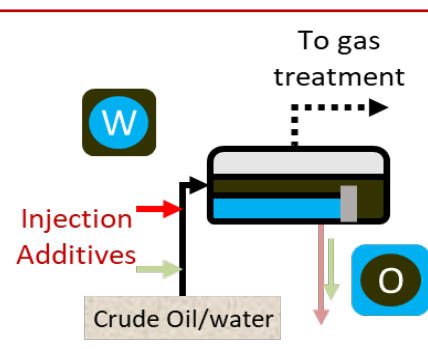 To gas
treatment
W
Injection
Additives
O
Crude Oil/water